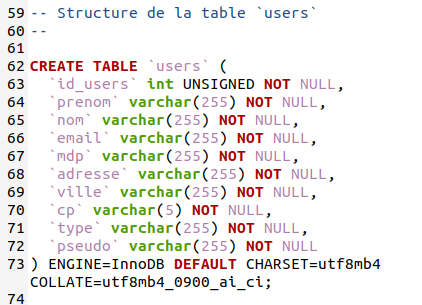 59 -- Structure de la table `users`
60 --
61
62 CREATE TABLE `users` (
63   `id_users` int UNSIGNED NOT NULL,
64   `prenom` varchar(255) NOT NULL,
65   `nom` varchar(255) NOT NULL,
66   `email` varchar(255) NOT NULL,
67   `mdp` varchar(255) NOT NULL,
68   `adresse` varchar(255) NOT NULL,
69   `ville` varchar(255) NOT NULL,
70   `cp` varchar(5) NOT NULL,
71   `type` varchar(255) NOT NULL,
72   `pseudo` varchar(255) NOT NULL
73 ) ENGINE=InnoDB DEFAULT CHARSET=utf8mb4
COLLATE=utf8mb4_0900_ai_ci;
74